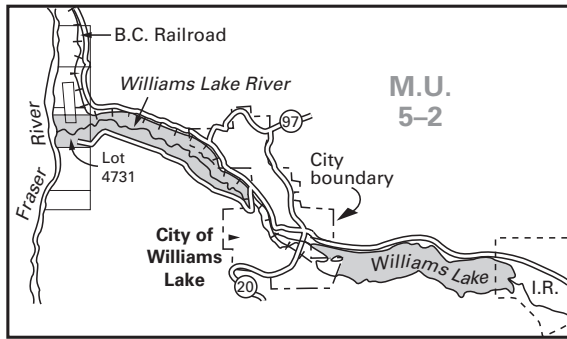 B.C. Railroad
Williams Lake River
M.U.
5–2
97
Fraser River
Lot
4731
City
boundary
City of
Williams
Lake
Williams Lake
I.R.
20